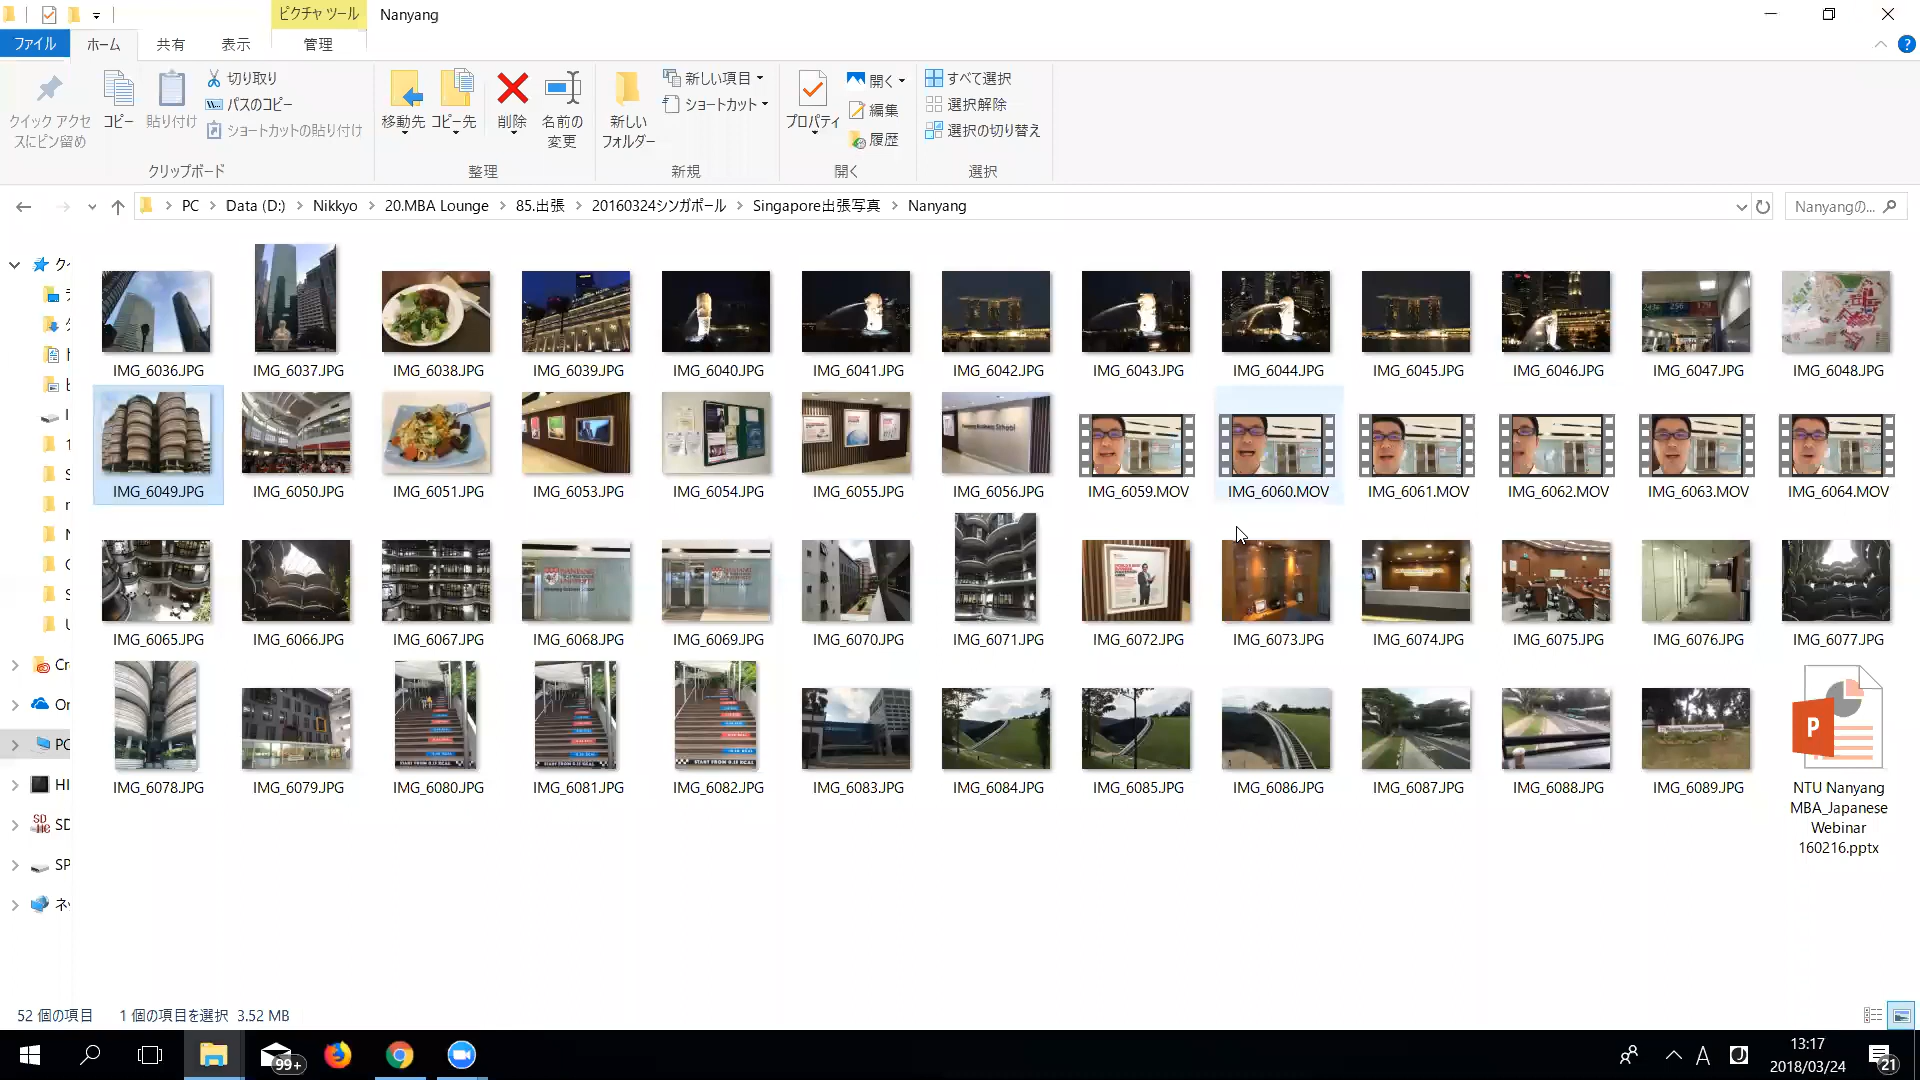 ピクチャ ツール
Nanyang
ファイル
ホーム
共有
表示
管理
クイック アクセスにピン留め
コピー
貼り付け
切り取り
パスのコピー
ショートカットの貼り付け
クリップボード
移動先
コピー先
削除
名前の変更
整理
新しいフォルダー
新しい項目
ショートカット
新規
プロパティ
開く
編集
履歴
開く
すべて選択
選択解除
選択の切り替え
選択
PC
Data (D:)
Nikkyo
20.MBA Lounge
85.出張
20160324シンガポール
Singapore出張写真
Nanyang
Nanyangの...
IMG_6036.JPG
IMG_6037.JPG
IMG_6038.JPG
IMG_6039.JPG
IMG_6040.JPG
IMG_6041.JPG
IMG_6042.JPG
IMG_6043.JPG
IMG_6044.JPG
IMG_6045.JPG
IMG_6046.JPG
IMG_6047.JPG
IMG_6048.JPG
IMG_6049.JPG
IMG_6050.JPG
IMG_6051.JPG
IMG_6053.JPG
IMG_6054.JPG
IMG_6055.JPG
IMG_6056.JPG
IMG_6059.MOV
IMG_6060.MOV
IMG_6061.MOV
IMG_6062.MOV
IMG_6063.MOV
IMG_6064.MOV
IMG_6065.JPG
IMG_6066.JPG
IMG_6067.JPG
IMG_6068.JPG
IMG_6069.JPG
IMG_6070.JPG
IMG_6071.JPG
IMG_6072.JPG
IMG_6073.JPG
IMG_6074.JPG
IMG_6075.JPG
IMG_6076.JPG
IMG_6077.JPG
IMG_6078.JPG
IMG_6079.JPG
IMG_6080.JPG
IMG_6081.JPG
IMG_6082.JPG
IMG_6083.JPG
IMG_6084.JPG
IMG_6085.JPG
IMG_6086.JPG
IMG_6087.JPG
IMG_6088.JPG
IMG_6089.JPG
NTU Nanyang
MBA_Japanese
Webinar
160216.pptx
Cr
Or
PC
HI
SD
SP
ネッ
52 個の項目
1 個の項目を選択 3.52 MB
99+
A
13:17
2018/03/24
21